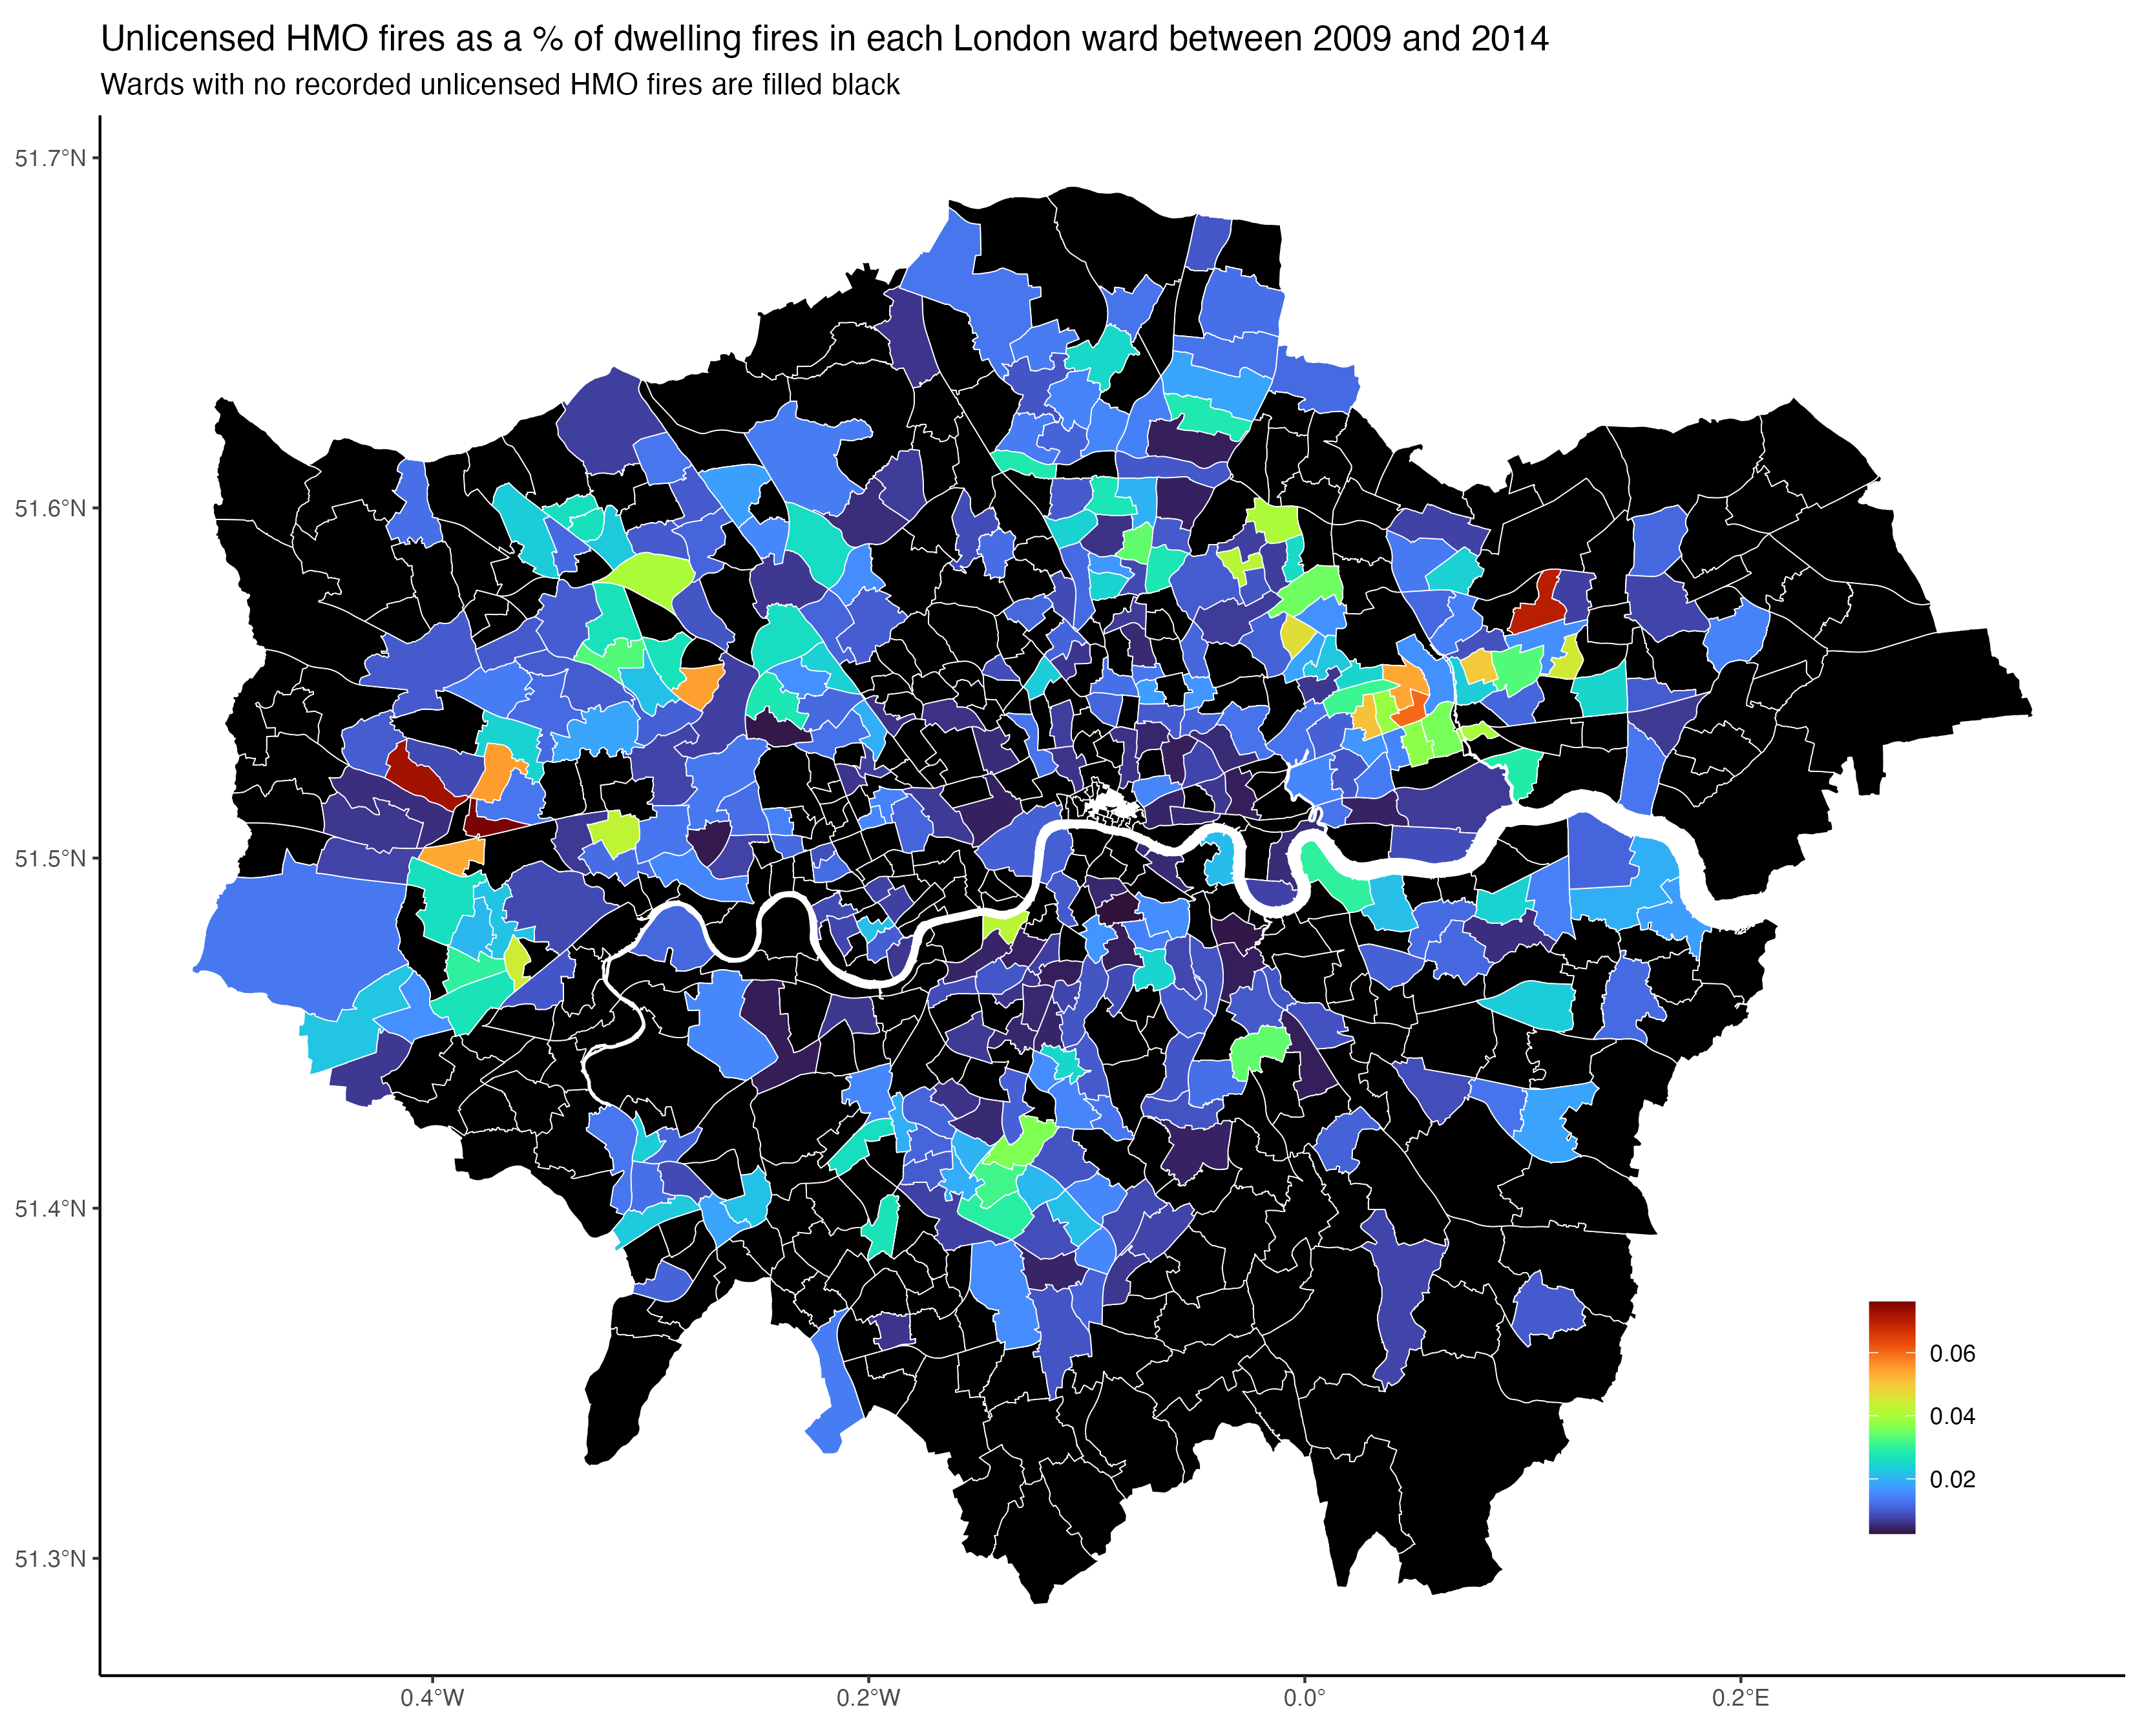 Unlicensed HMO fires as a % of dwelling fires in each London ward between 2009 and 2014
Wards with no recorded unlicensed HMO fires are filled black
51.7°N
51.6°N
51.5°N
51.4°N
51.3°N
0.06
0.04
0.02
0.4°W
0.2°W
0.0°
0.2°E